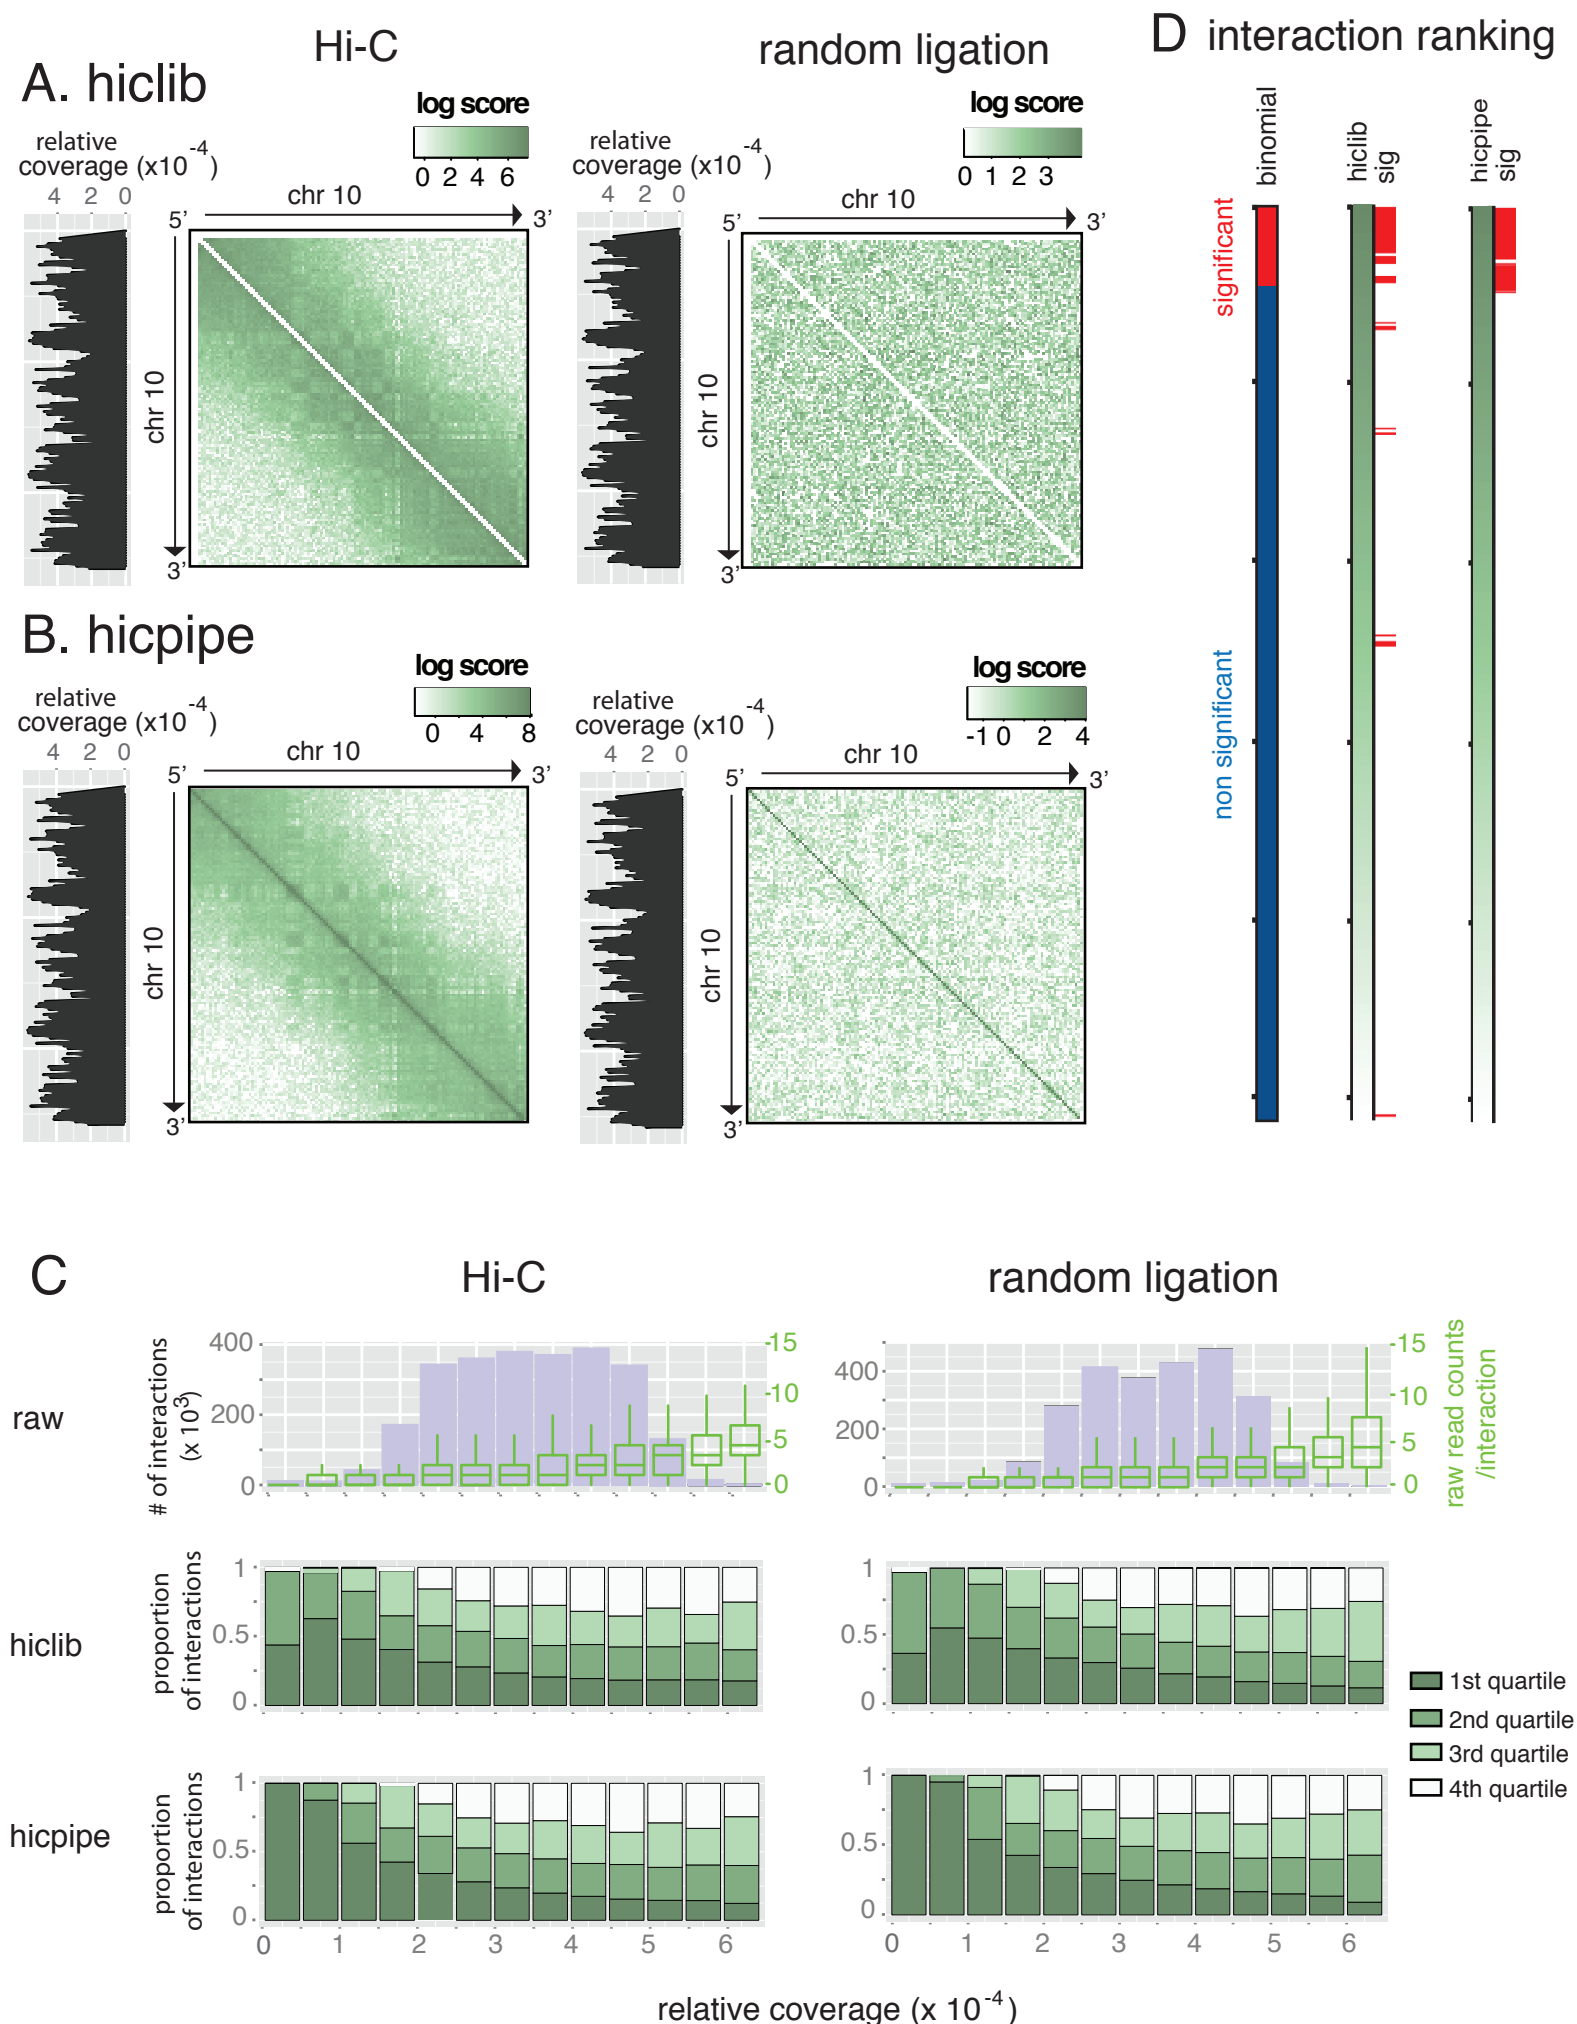 Hi-C
random ligation
D interaction ranking
A. hiclib
log score
0 2 4 6
log score
0 1 2 3
relative
coverage (x10-4)
4 2 0
relative
coverage (x10-4)
4 2 0
chr 10
5'
3'
chr 10
3'
chr 10
5'
3'
chr 10
3'
binomial
hiclib
sig
hicpipe
sig
significant
non significant
B. hicpipe
log score
0 4 8
log score
-1 0 2 4
relative
coverage (x10-4)
4 2 0
relative
coverage (x10-4)
4 2 0
chr 10
5'
3'
chr 10
3'
chr 10
5'
3'
chr 10
3'
C
Hi-C
random ligation
raw
# of interactions
(x 103)
400
200
0
15
10
5
0
400
200
0
15
10
5
0
raw read counts
/interaction
hiclib
proportion
of interactions
1
0.5
0
1
0.5
0
1st quartile
2nd quartile
3rd quartile
4th quartile
hicpipe
proportion
of interactions
1
0.5
0
1
0.5
0
0 1 2 3 4 5 6
0 1 2 3 4 5 6
relative coverage (x 10-4)